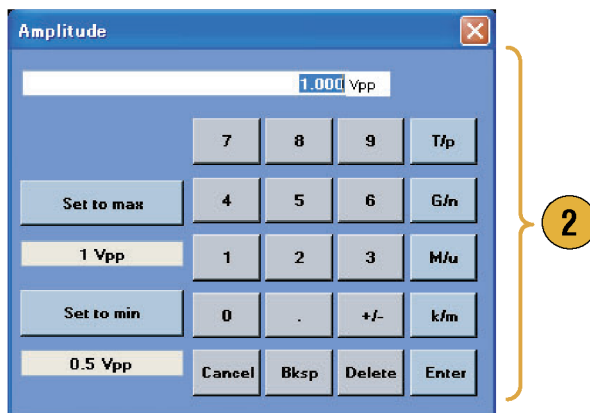 Amplitude
1.000 Vpp
7 8 9 T/p
Set to max 4 5 6 G/n
1 Vpp 1 2 3 M/u
Set to min 0 . +/- k/m
0.5 Vpp Cancel Bksp Delete Enter
2